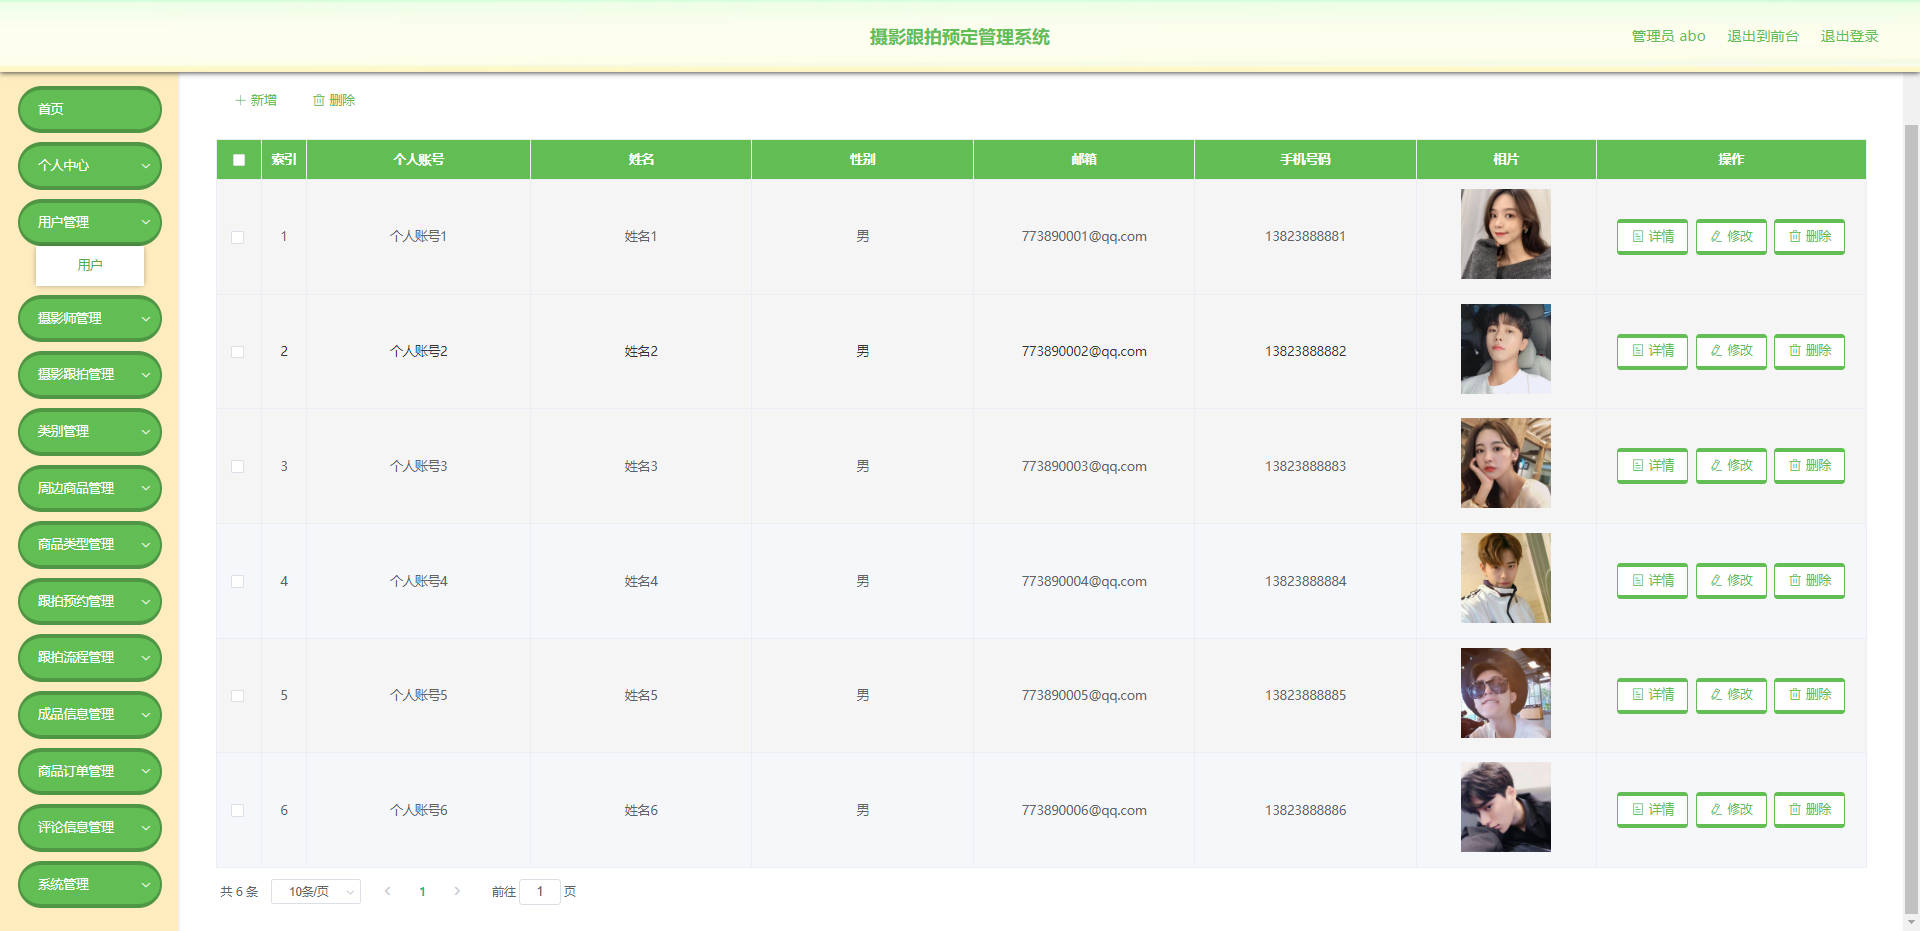 摄影跟拍预定管理系统
管理员 abo 退出到前台 退出登录
首页
个人中心
用户管理
用户
摄影师管理
摄影跟拍管理
类别管理
周边商品管理
商品类型管理
跟拍预约管理
跟拍流程管理
成品信息管理
商品订单管理
评论信息管理
系统管理
新增 删除
索引 个人账号 姓名 性别 邮箱 手机号码 相片 操作
1 个人账号1 姓名1 男 773890001@qq.com 13823888881 详情 修改 删除
2 个人账号2 姓名2 男 773890002@qq.com 13823888882 详情 修改 删除
3 个人账号3 姓名3 男 773890003@qq.com 13823888883 详情 修改 删除
4 个人账号4 姓名4 男 773890004@qq.com 13823888884 详情 修改 删除
5 个人账号5 姓名5 男 773890005@qq.com 13823888885 详情 修改 删除
6 个人账号6 姓名6 男 773890006@qq.com 13823888886 详情 修改 删除
共 6 条 10条/页 1 前往 1 页